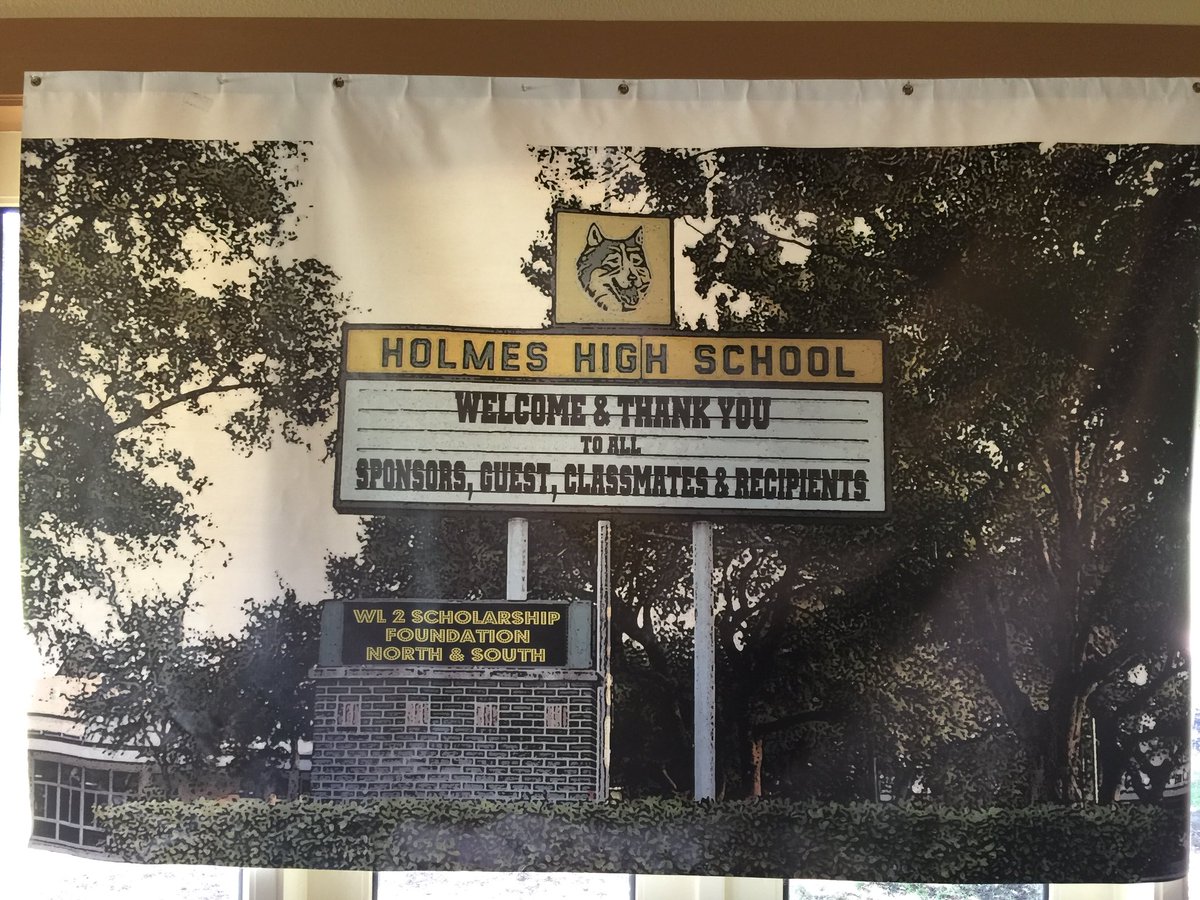 HOLMES HIGH SCHOOL
WELCOME & THANK YOU
TO ALL
SPONSORS, GUEST, CLASSMATES & RECIPIENTS
WL 2 SCHOLARSHIP
FOUNDATION
NORTH & SOUTH